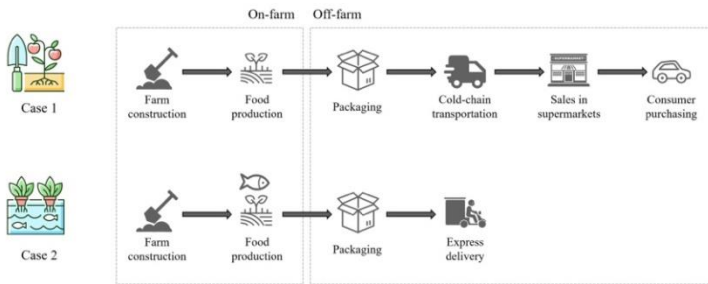 On-farm
Off-farm
Case 1
Farm
construction
Food
production
Packaging
Cold-chain
transportation
Sales in
supermarkets
Consumer
purchasing
Case 2
Farm
construction
Food
production
Packaging
Express
delivery